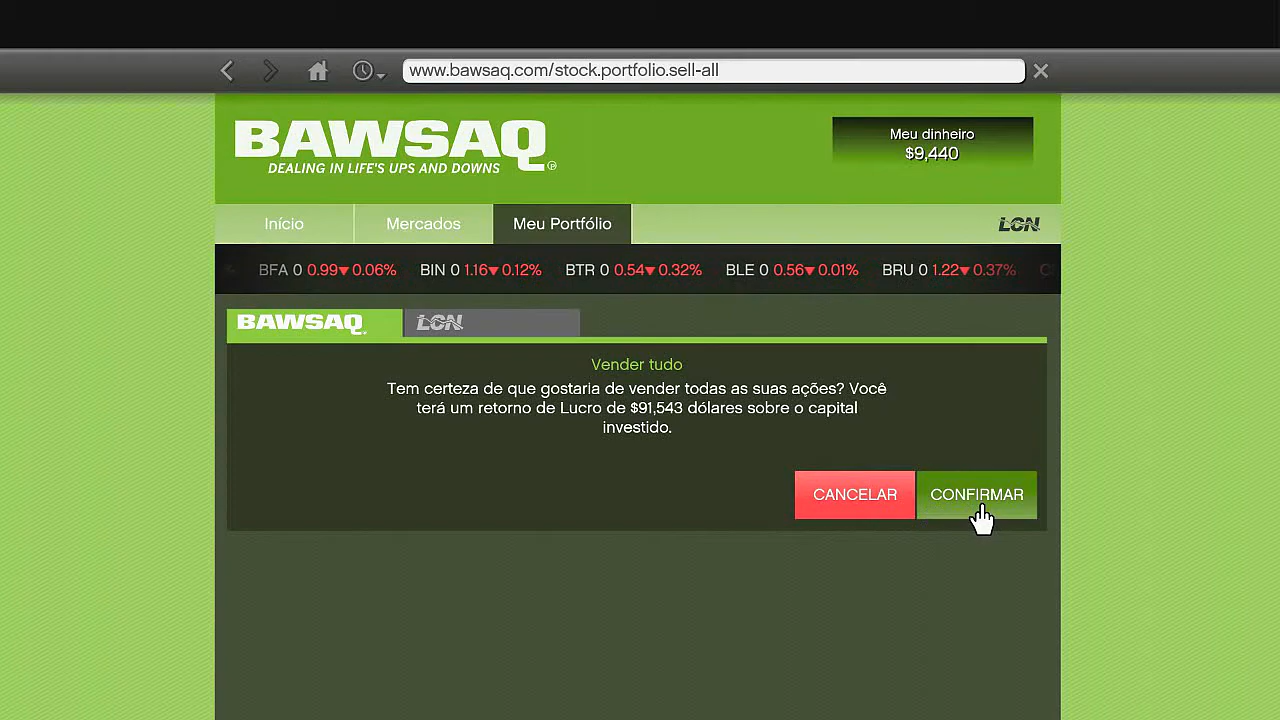 www.bawsaq.com/stock.portfolio.sell-all
BAWSAQ
DEALING IN LIFE'S UPS AND DOWNS
Meu dinheiro
$9,440
Início Mercados Meu Portfólio LCN
BFA 0 0.99▼0.06% BIN 0 1.16▼0.12% BTR 0 0.54▼0.32% BLE 0 0.56▼0.01% BRU 0 1.22▼0.37%
BAWSAQ LCN
Vender tudo
Tem certeza de que gostaria de vender todas as suas ações? Você
terá um retorno de Lucro de $91,543 dólares sobre o capital
investido.
CANCELAR CONFIRMAR